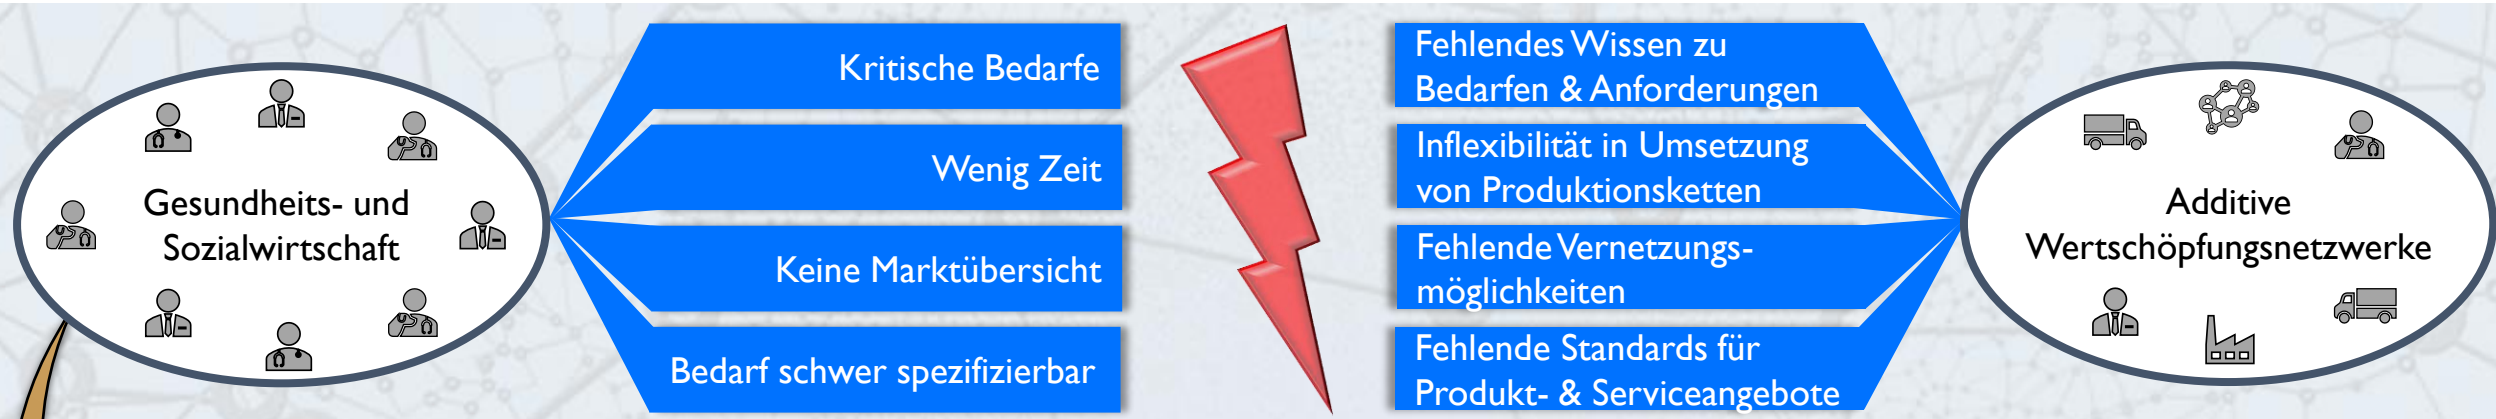 Gesundheits- und
Sozialwirtschaft
Kritische Bedarfe
Wenig Zeit
Keine Marktübersicht
Bedarf schwer spezifizierbar
Fehlendes Wissen zu
Bedarfen & Anforderungen
Inflexibilität in Umsetzung
von Produktionsketten
Fehlende Vernetzungs-
möglichkeiten
Fehlende Standards für
Produkt- & Serviceangebote
Additive
Wertschöpfungsnetzwerke